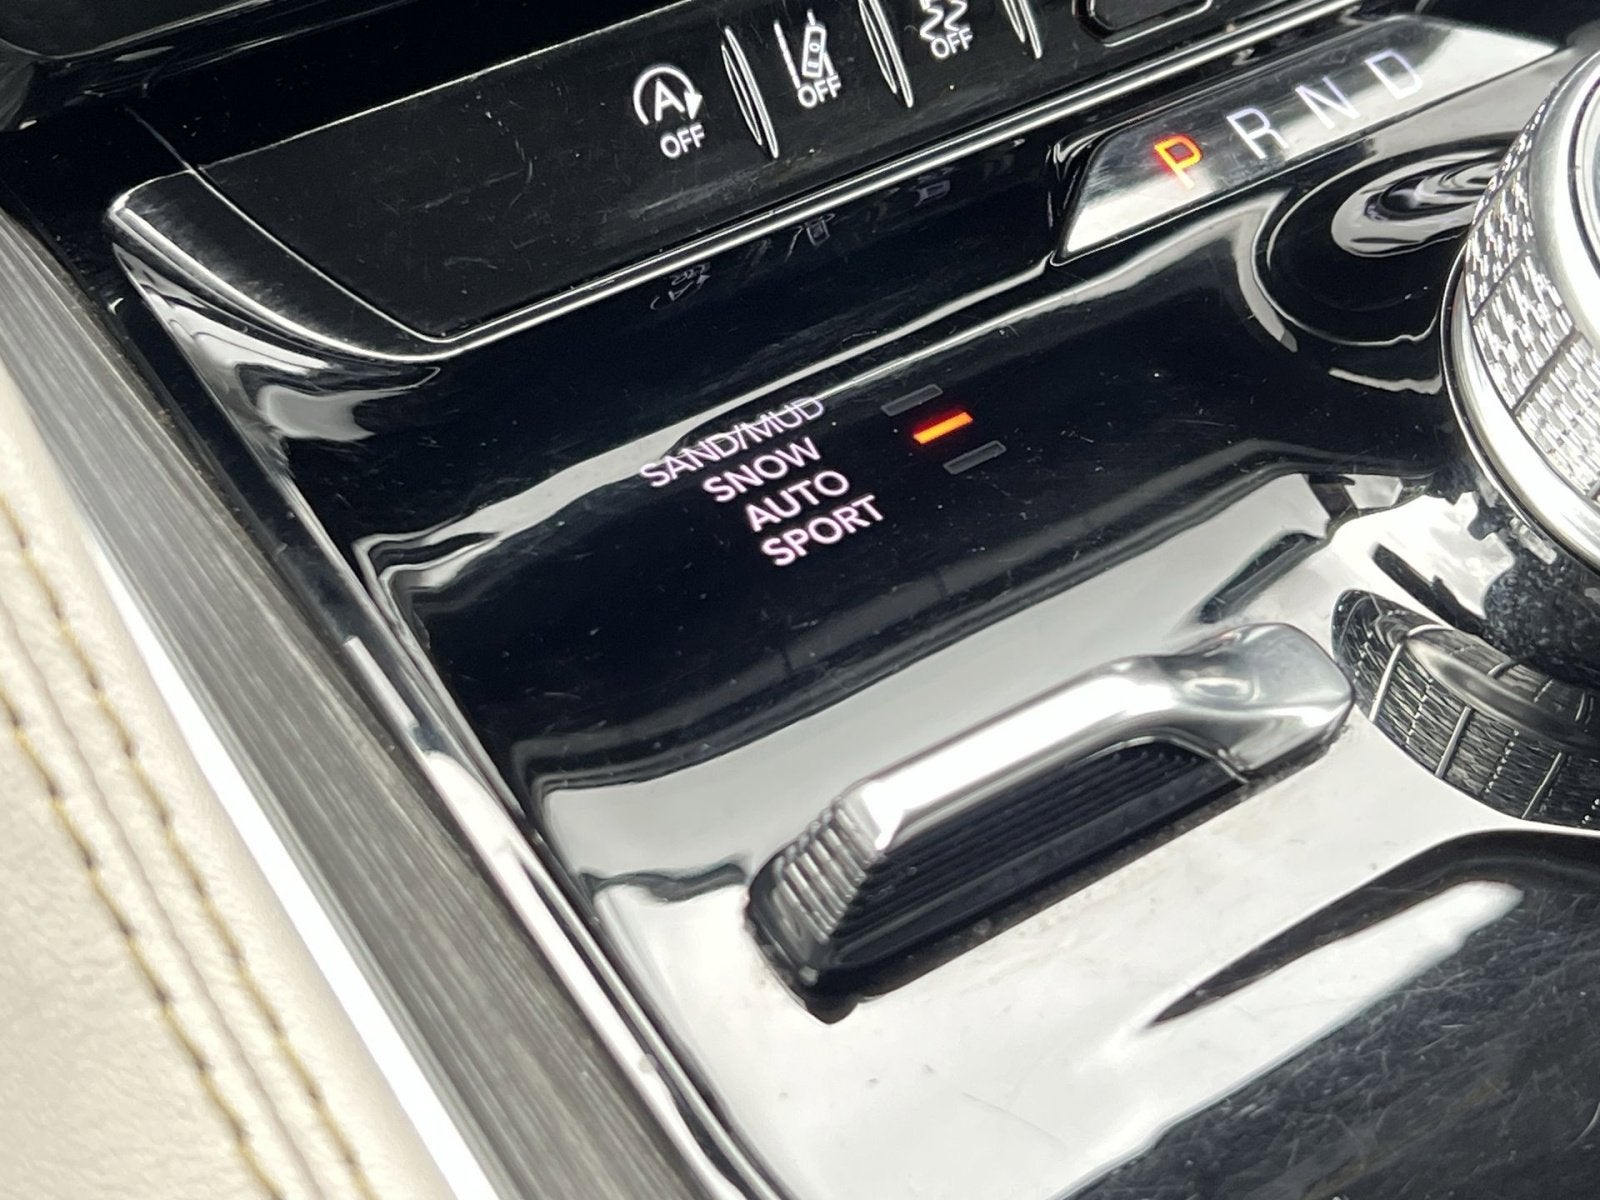 A OFF
OFF
OFF
P R N D
SAND/MUD
SNOW
AUTO
SPORT